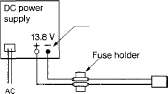 DC power
supply
13.8 V
+ −
Fuse holder
AC